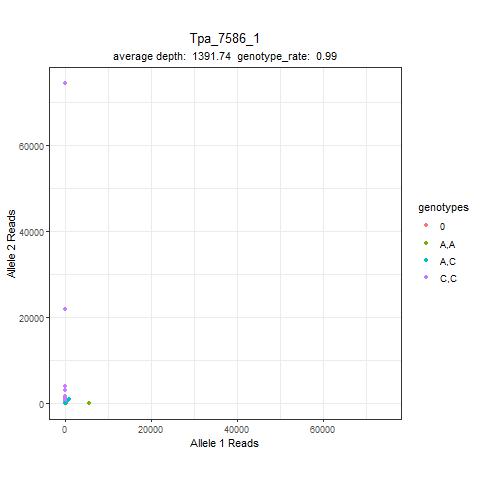 Tpa_7586_1
average depth:  1391.74  genotype_rate:  0.99
Allele 2 Reads
60000
40000
20000
0
0
20000
40000
60000
Allele 1 Reads
genotypes
0
A,A
A,C
C,C